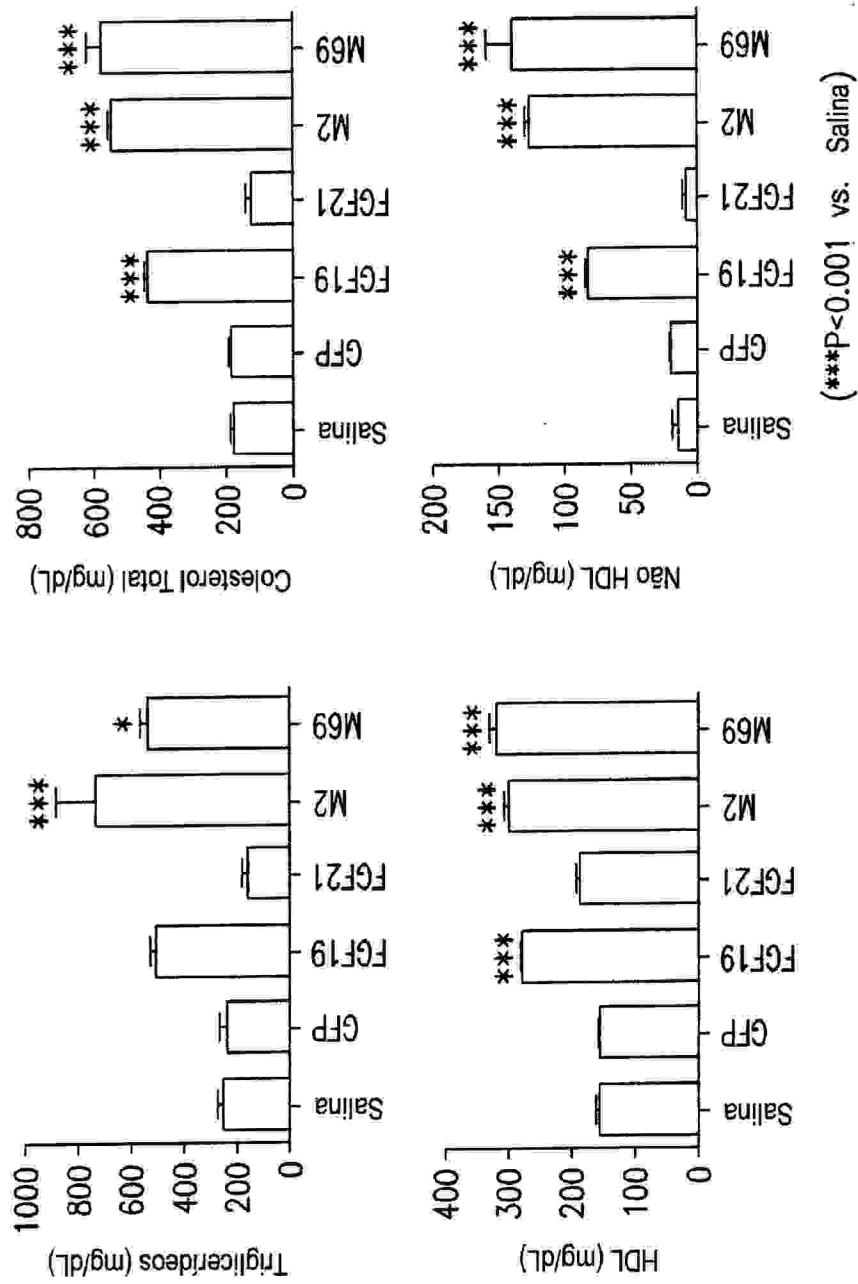 Triglicerídeos (mg/dL)
1000
800
600
400
200
0
***
*
Salina
GFP
FGF19
FGF21
M2
M69
Colesterol Total (mg/dL)
800
600
400
200
0
***
***
***
Salina
GFP
FGF19
FGF21
M2
M69
HDL (mg/dL)
400
300
200
100
0
***
***
***
Salina
GFP
FGF19
FGF21
M2
M69
Não HDL (mg/dL)
200
150
100
50
0
***
***
***
Salina
GFP
FGF19
FGF21
M2
M69
(***P<0.001 vs. Salina)